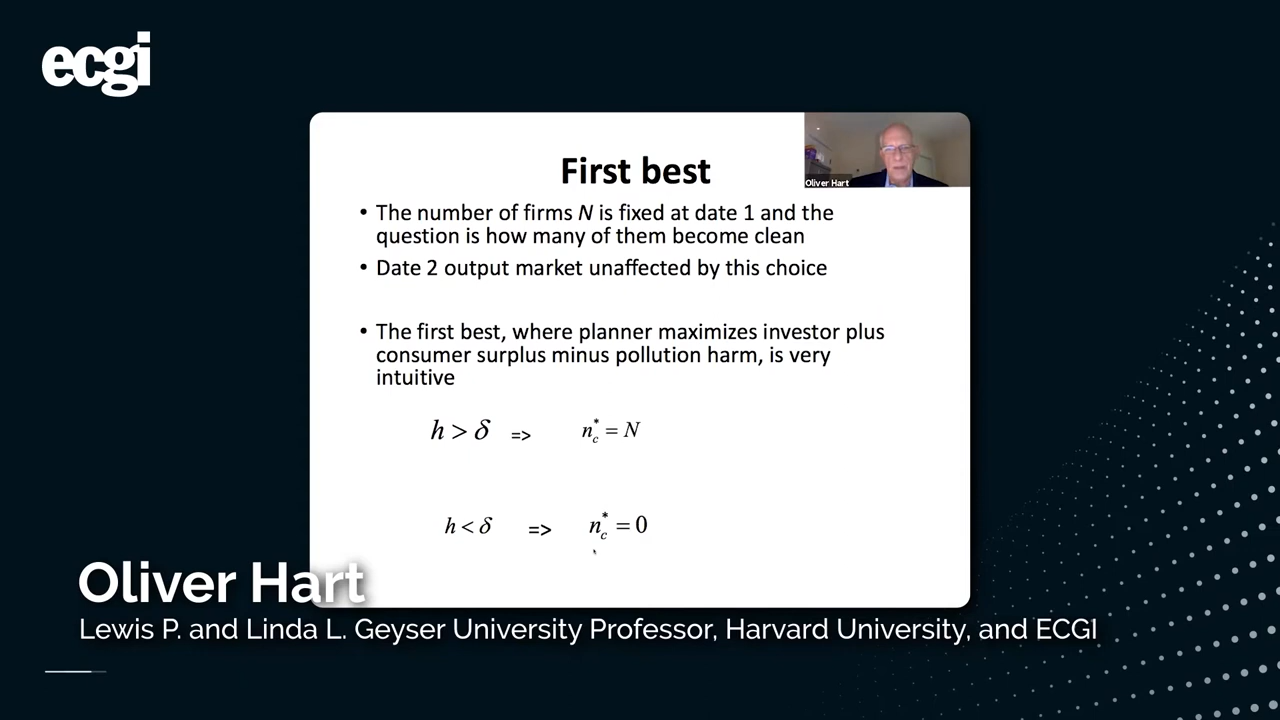 ecgi
First best
Oliver Hart
• The number of firms N is fixed at date 1 and the
question is how many of them become clean
• Date 2 output market unaffected by this choice
• The first best, where planner maximizes investor plus
consumer surplus minus pollution harm, is very
intuitive
h > δ => n_c^* = N
h < δ => n_c^* = 0
Oliver Hart
Lewis P. and Linda L. Geyser University Professor, Harvard University, and ECGI